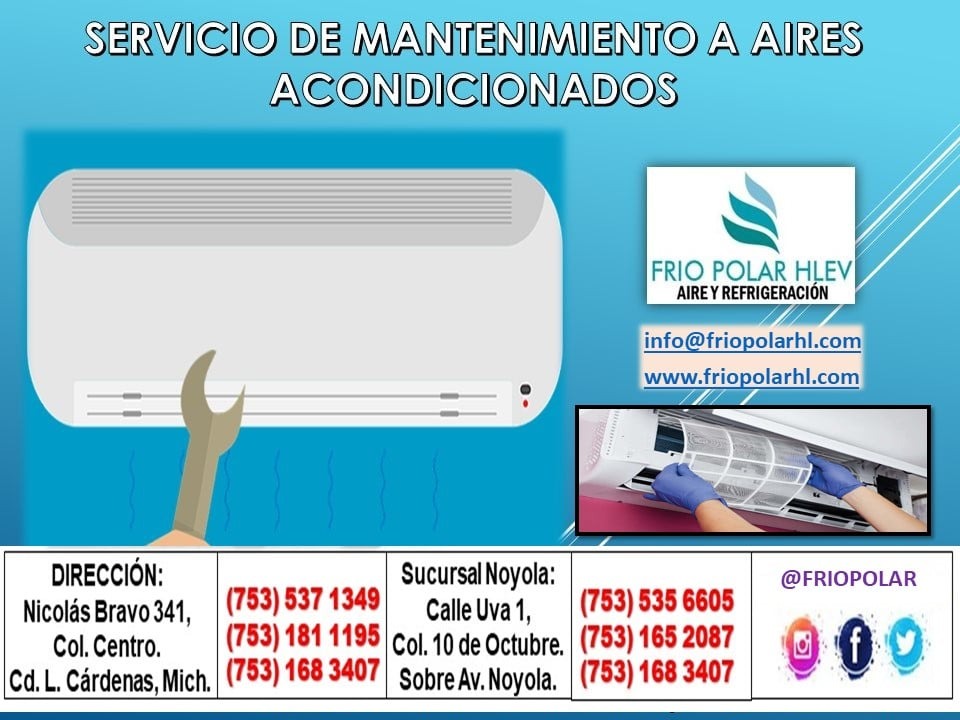 SERVICIO DE MANTENIMIENTO A AIRES
ACONDICIONADOS
FRIO POLAR HLEV
AIRE Y REFRIGERACIÓN
info@friopolarhl.com
www.friopolarhl.com
DIRECCIÓN:
Nicolás Bravo 341,
Col. Centro.
Cd. L. Cárdenas, Mich.
(753) 537 1349
(753) 181 1195
(753) 168 3407
Sucursal Noyola:
Calle Uva 1,
Col. 10 de Octubre.
Sobre Av. Noyola.
(753) 535 6605
(753) 165 2087
(753) 168 3407
@FRIOPOLAR